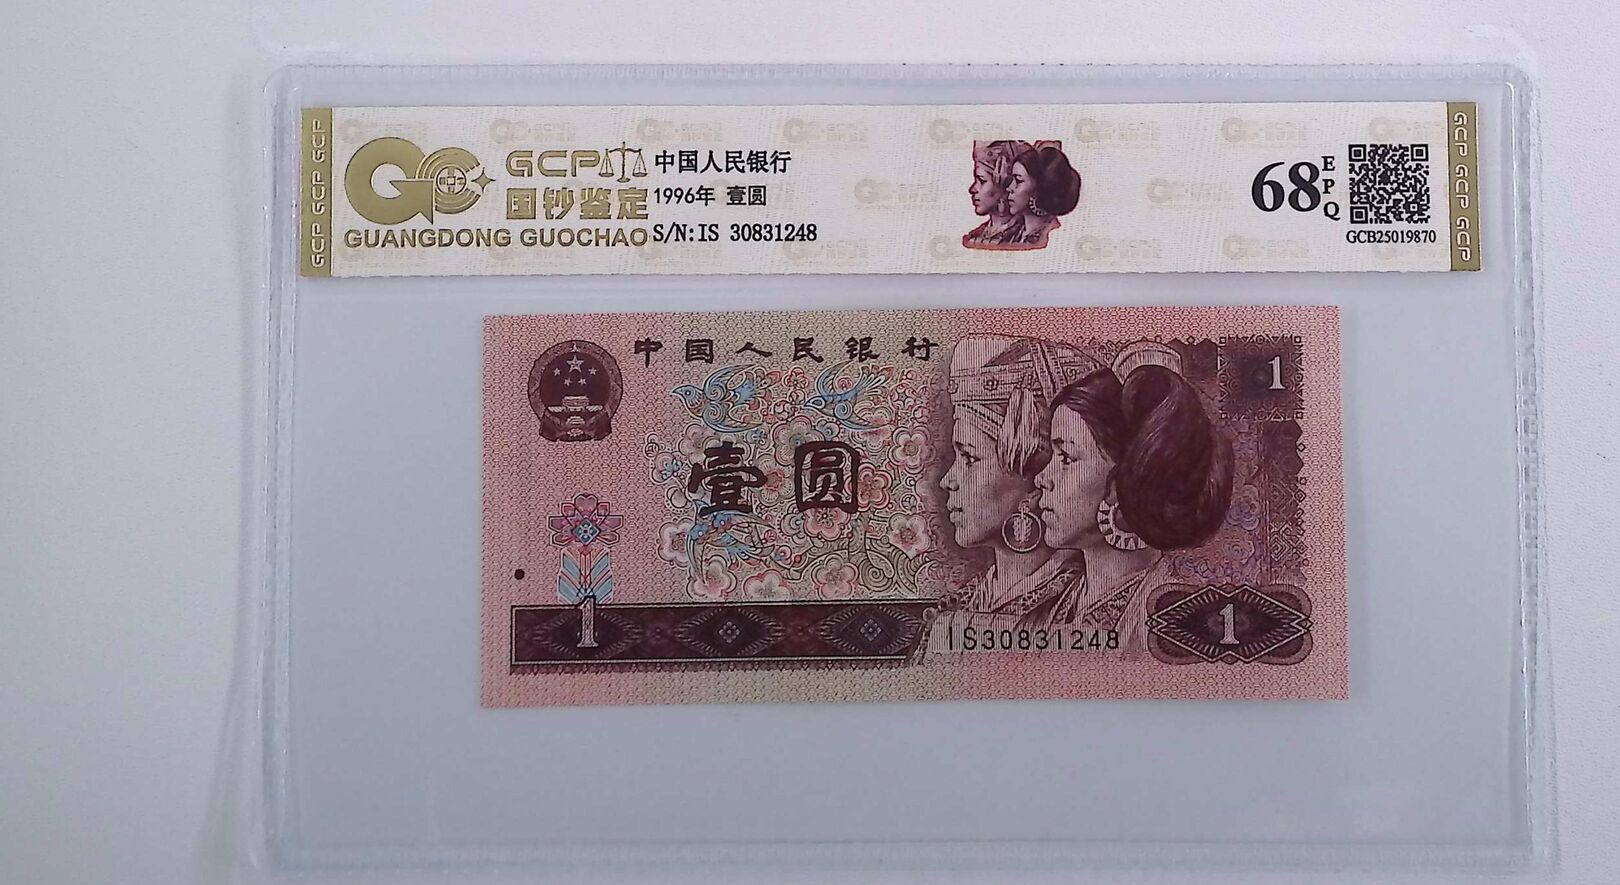 GCP GCP GCP
GCP
中国人民银行
国钞鉴定
1996年 壹圆
GUANGDONG GUOCHAO
S/N:IS 30831248
68
EPQ
GCB25019870
GCP GCP GCP
中国人民银行
1
壹圆
1
IS30831248
1